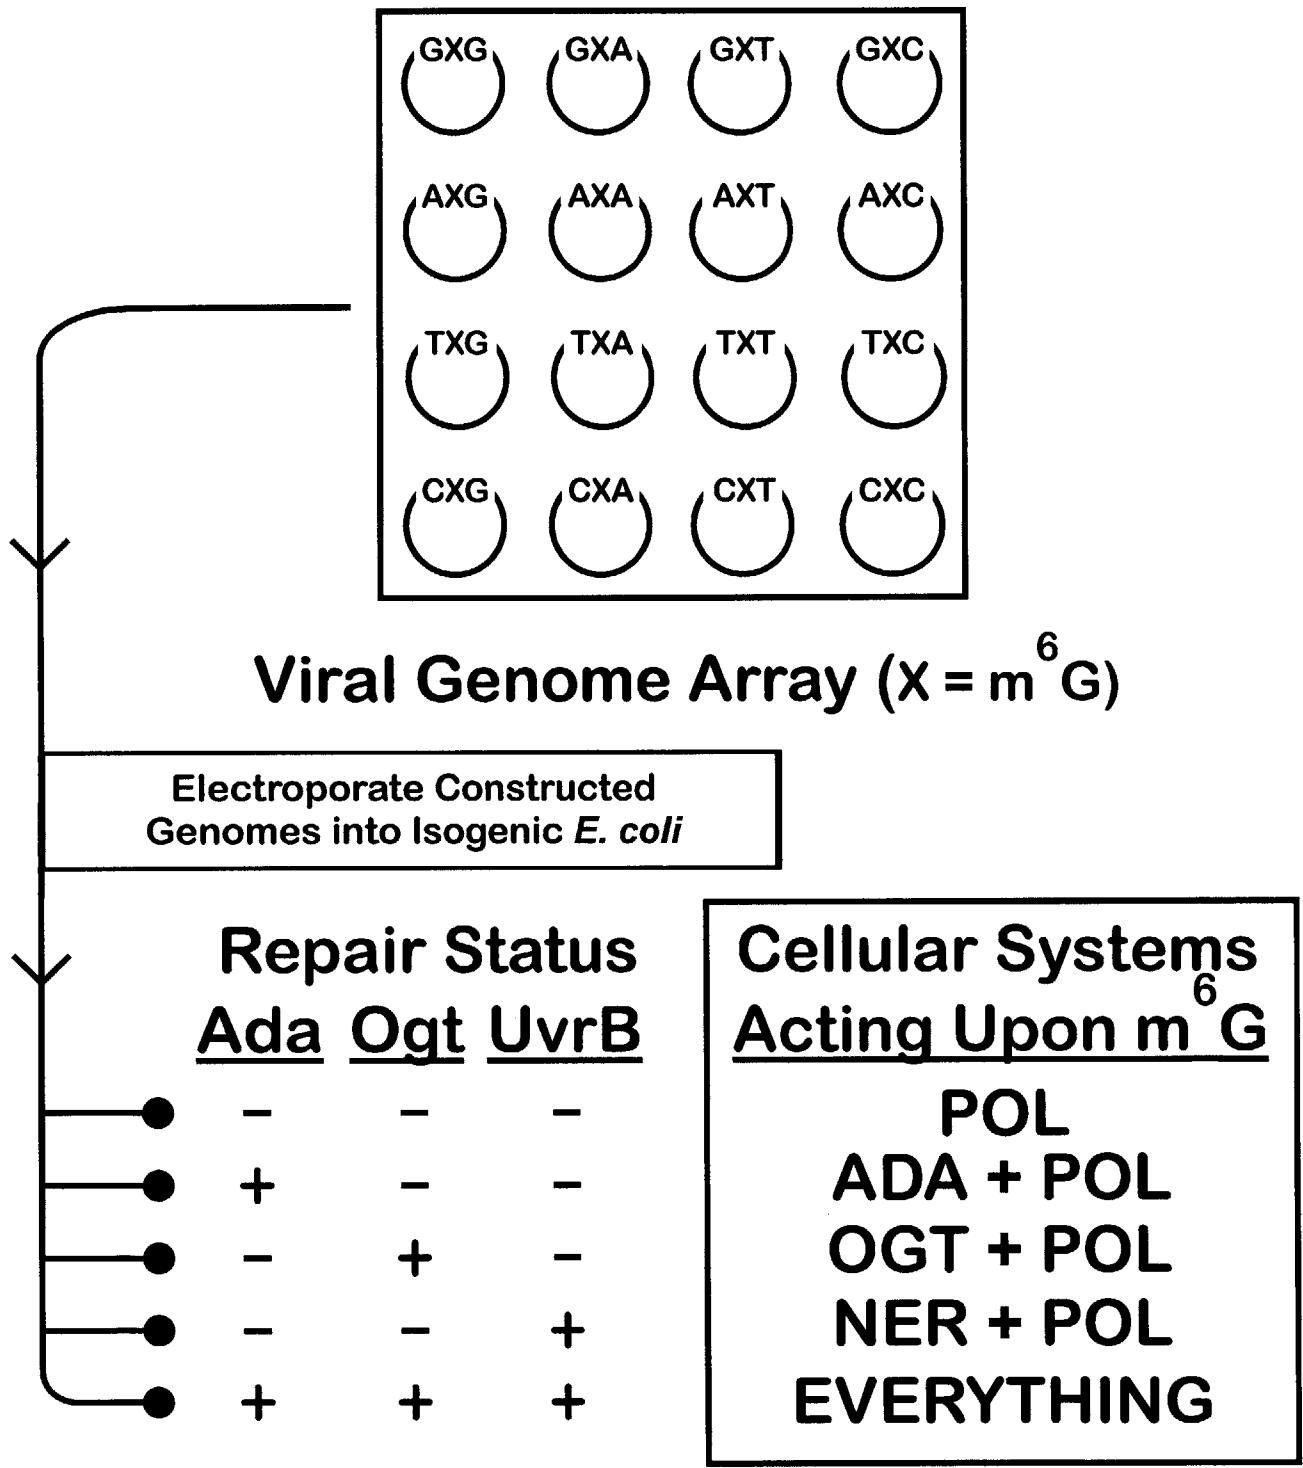 GXG GXA GXT GXC
AXG AXA AXT AXC
TXG TXA TXT TXC
CXG CXA CXT CXC
Viral Genome Array (X = m⁶G)
Electroporate Constructed
Genomes into Isogenic E. coli
Repair Status
Ada Ogt UvrB
– – –
+ – –
– + –
– – +
+ + +
Cellular Systems
Acting Upon m⁶G
POL
ADA + POL
OGT + POL
NER + POL
EVERYTHING